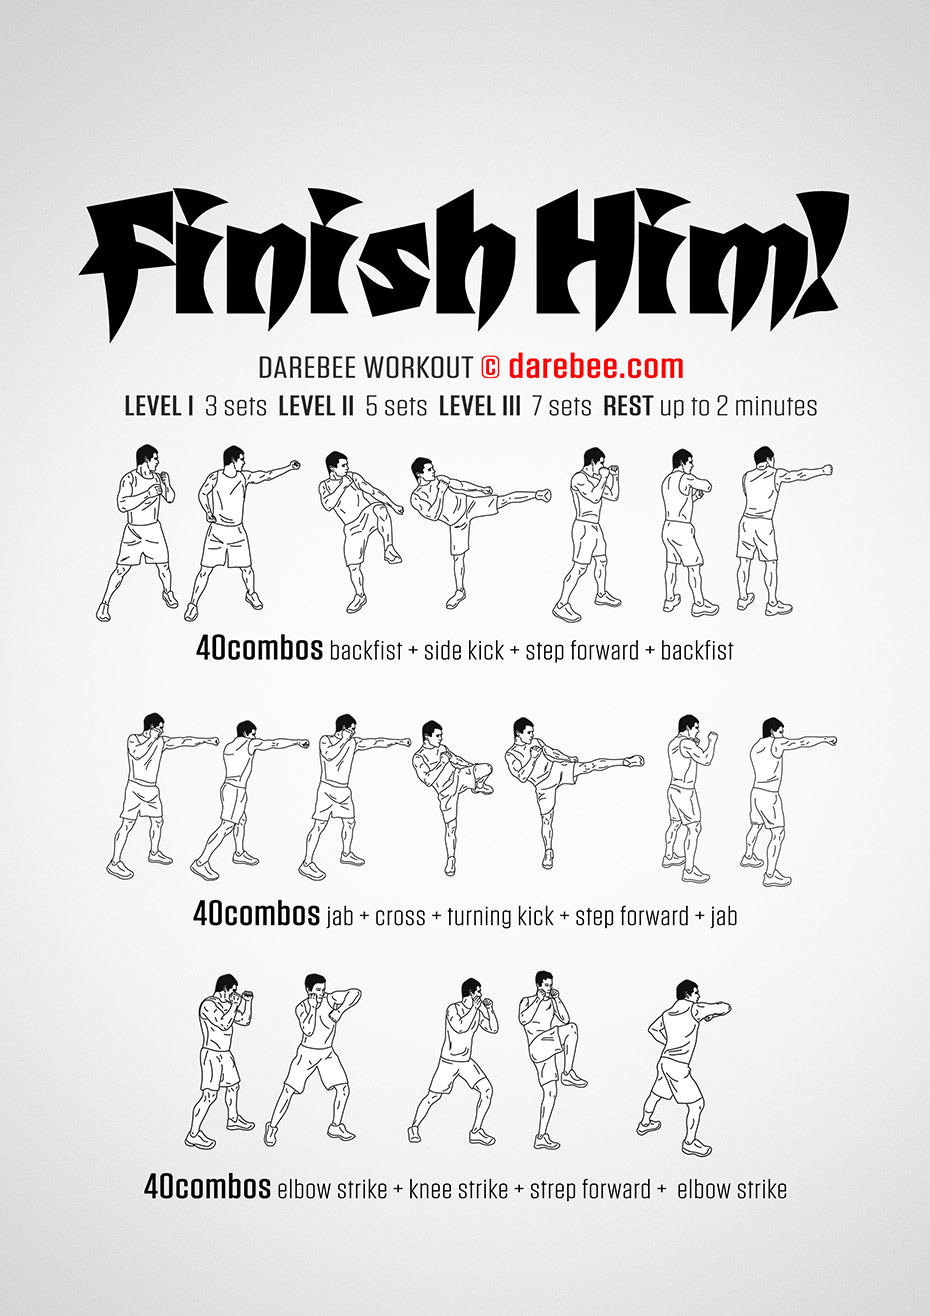 Finish Him!
DAREBEE WORKOUT © darebee.com
LEVEL I 3 sets LEVEL II 5 sets LEVEL III 7 sets REST up to 2 minutes
40combos backfist + side kick + step forward + backfist
40combos jab + cross + turning kick + step forward + jab
40combos elbow strike + knee strike + strep forward + elbow strike